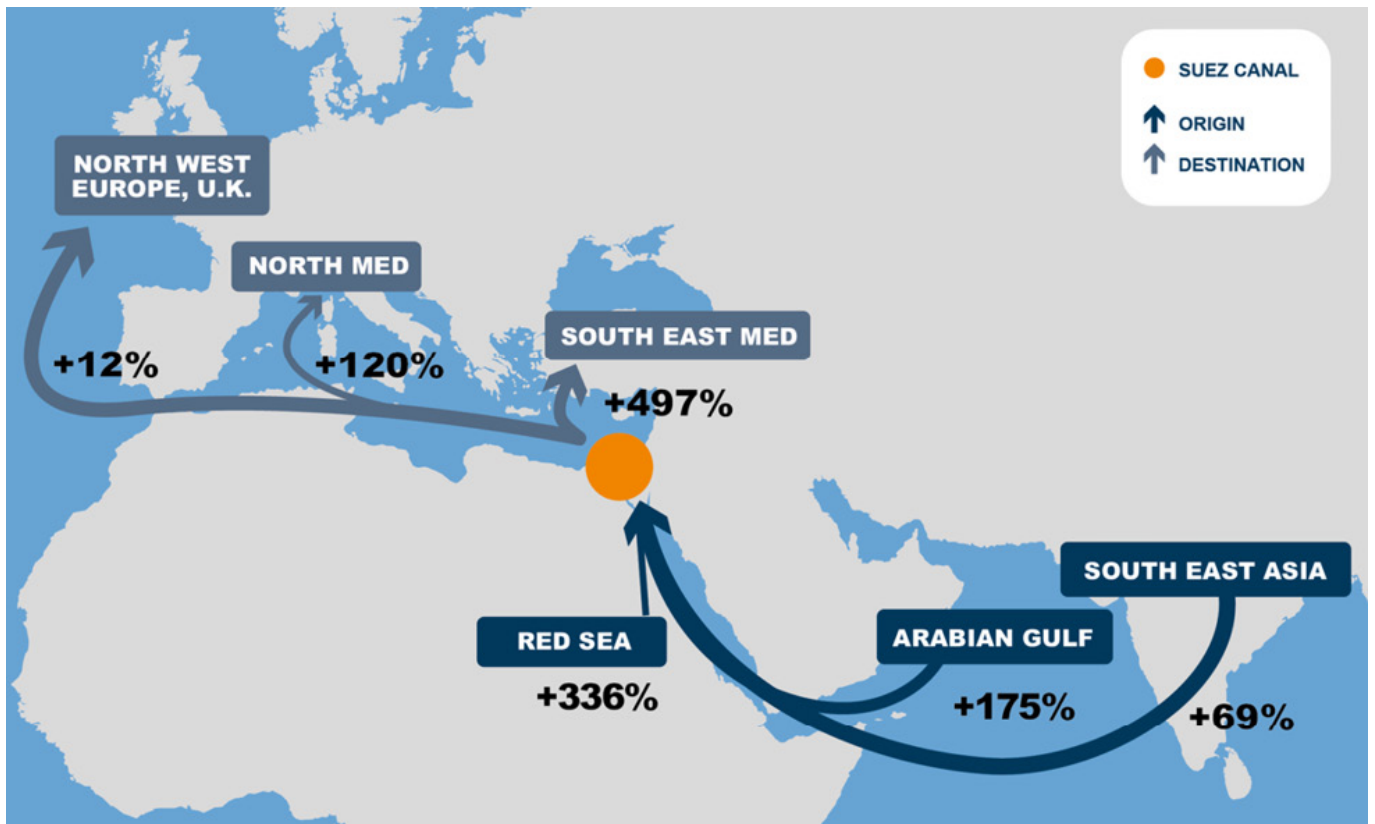 SUEZ CANAL
ORIGIN
DESTINATION
NORTH WEST
EUROPE, U.K.
NORTH MED
SOUTH EAST MED
+12%
+120%
+497%
SOUTH EAST ASIA
RED SEA
ARABIAN GULF
+336%
+175%
+69%